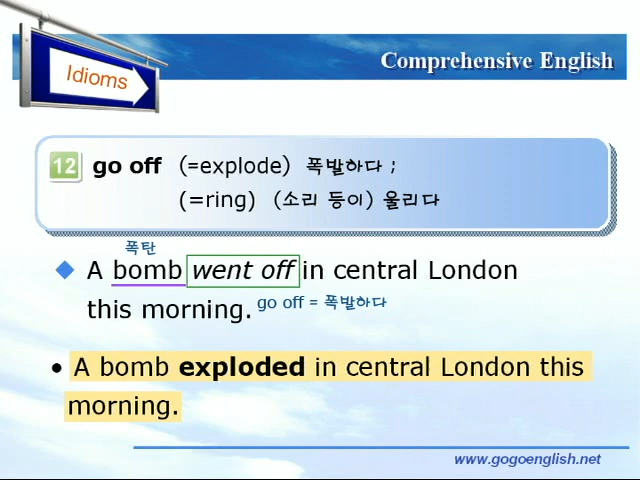 Idioms
Comprehensive English
12 go off (=explode) 폭발하다 ;
(=ring) (소리 등이) 울리다
폭탄
◆ A bomb went off in central London
this morning. go off = 폭발하다
• A bomb exploded in central London this
morning.
www.gogoenglish.net